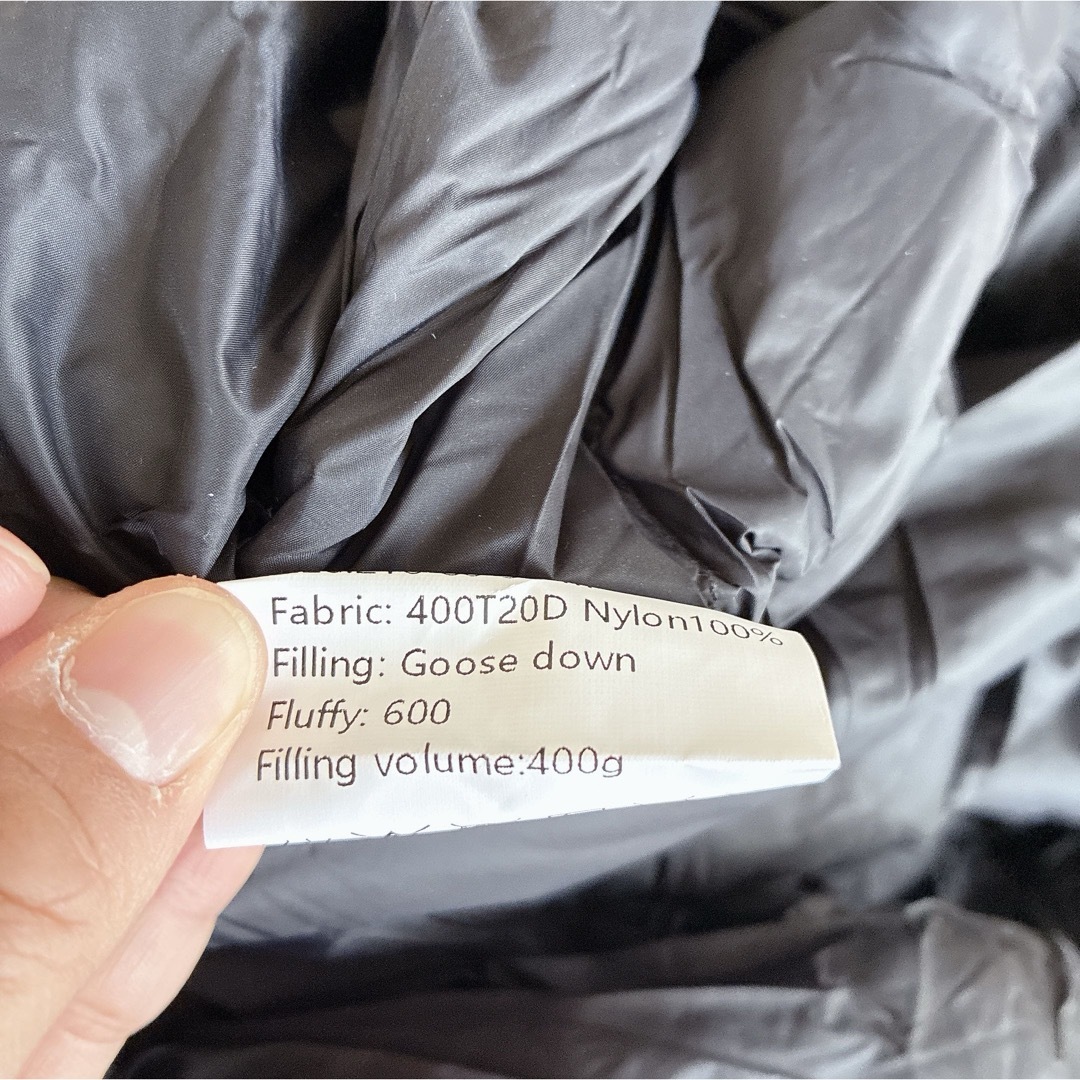 Fabric: 400T20D Nylon100%
Filling: Goose down
Fluffy: 600
Filling volume:400g